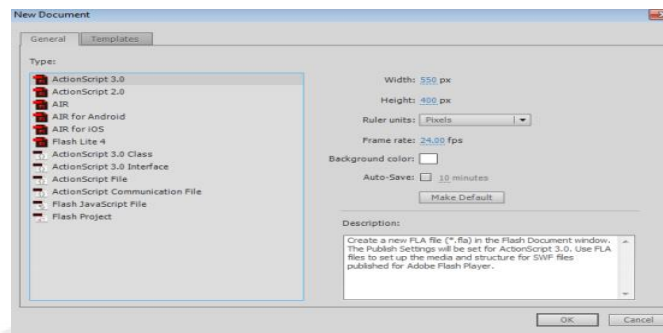 New Document
General
Templates
Type:
ActionScript 3.0
ActionScript 2.0
AIR
AIR for Android
AIR for iOS
Flash Lite 4
ActionScript 3.0 Class
ActionScript 3.0 Interface
ActionScript File
ActionScript Communication File
Flash JavaScript File
Flash Project
Width: 550 px
Height: 400 px
Ruler units: Pixels
Frame rate: 24.00 fps
Background color:
Auto-Save: 10 minutes
Make Default
Description:
Create a new FLA file (*.fla) in the Flash Document window.
The Publish Settings will be set for ActionScript 3.0. Use FLA
files to set up the media and structure for SWF files
published for Adobe Flash Player.
OK
Cancel